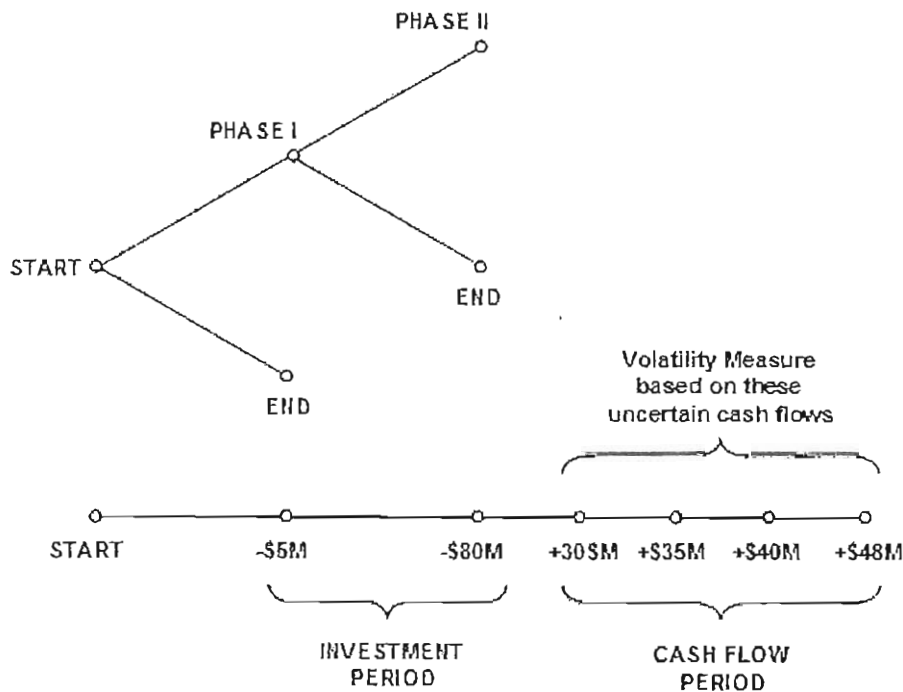 PHASE II
PHASE I
START
END
END
Volatility Measure
based on these
uncertain cash flows
START
-$5M
-$80M
+30$M
+$35M
+$40M
+$48M
INVESTMENT
PERIOD
CASH FLOW
PERIOD